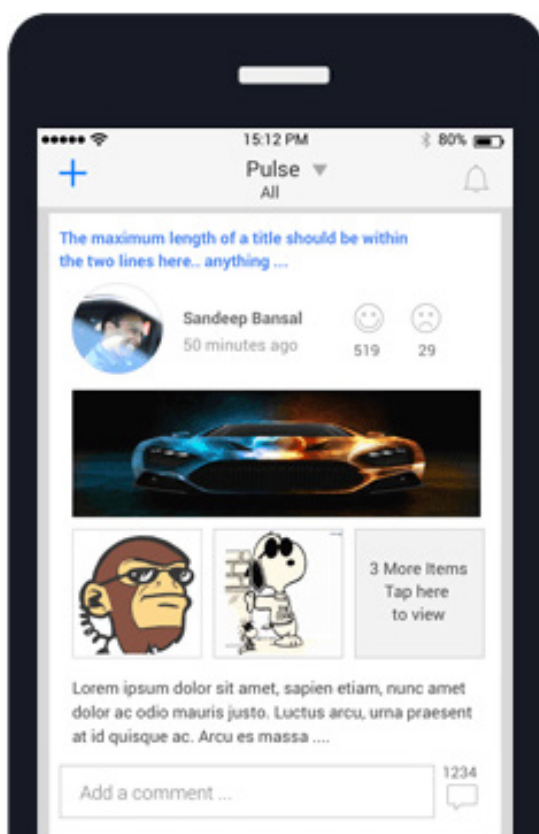 15:12 PM
80%
Pulse
All
The maximum length of a title should be within
the two lines here.. anything ...
Sandeep Bansal
50 minutes ago
519
29
3 More Items
Tap here
to view
Lorem ipsum dolor sit amet, sapien etiam, nunc amet
dolor ac odio mauris justo. Luctus arcu, urna praesent
at id quisque ac. Arcu es massa ....
Add a comment ...
1234